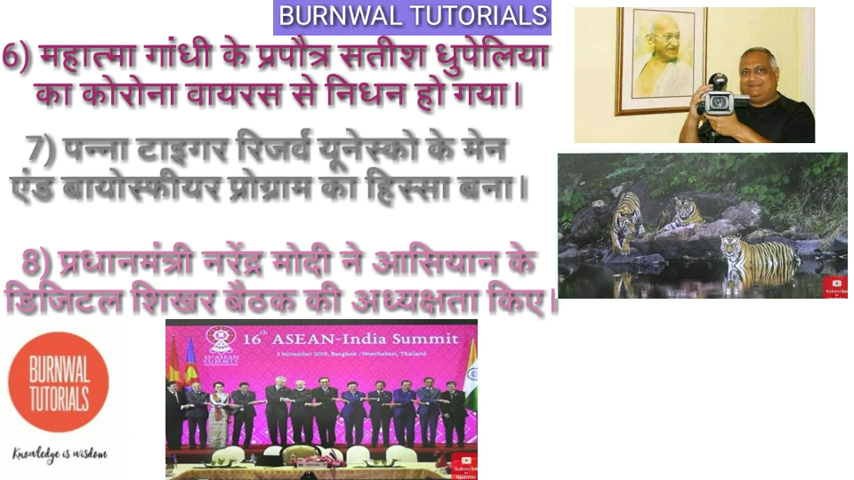 BURNWAL TUTORIALS
6) महात्मा गांधी के प्रपौत्र सतीश धुपेलिया
का कोरोना वायरस से निधन हो गया।
7) पन्ना टाइगर रिजर्व यूनेस्को के मेन
एंड बायोस्फीयर प्रोग्राम का हिस्सा बना।
8) प्रधानमंत्री नरेंद्र मोदी ने आसियान के
डिजिटल शिखर बैठक की अध्यक्षता किए।
16th ASEAN-India Summit
3 November 2019, Bangkok / Nonthaburi, Thailand
BURNWAL
TUTORIALS
Knowledge is wisdom